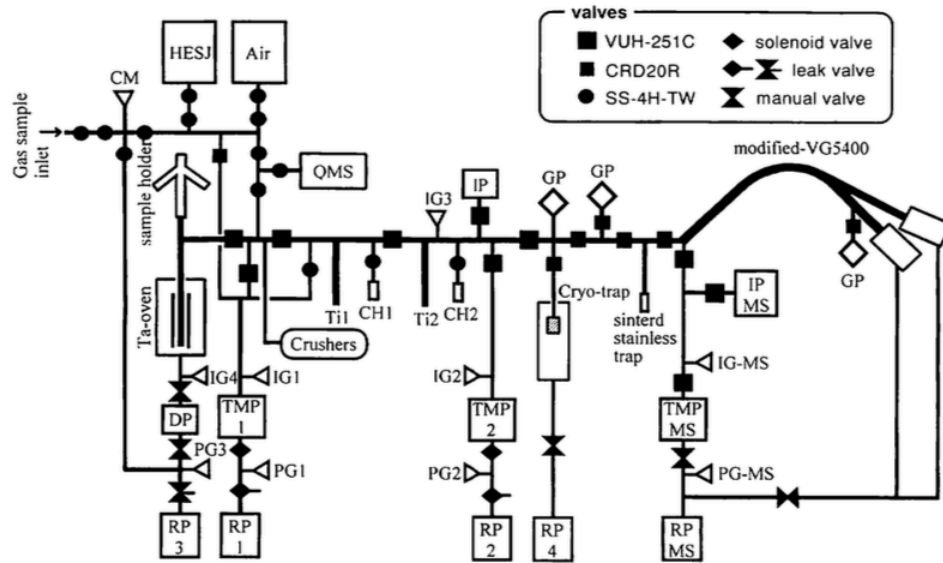 valves
VUH-251C
solenoid valve
CRD20R
leak valve
SS-4H-TW
manual valve
HESJ
Air
CM
Gas sample
inlet
sample holder
QMS
IP
GP
GP
modified-VG5400
IG3
GP
Ta-oven
Ti1
CH1
Ti2
CH2
Cryo-trap
sinterd
stainless
trap
IP
MS
Crushers
IG4
IG1
IG2
IG-MS
DP
TMP
1
TMP
2
TMP
MS
PG3
PG1
PG2
PG-MS
RP
3
RP
1
RP
2
RP
4
RP
MS